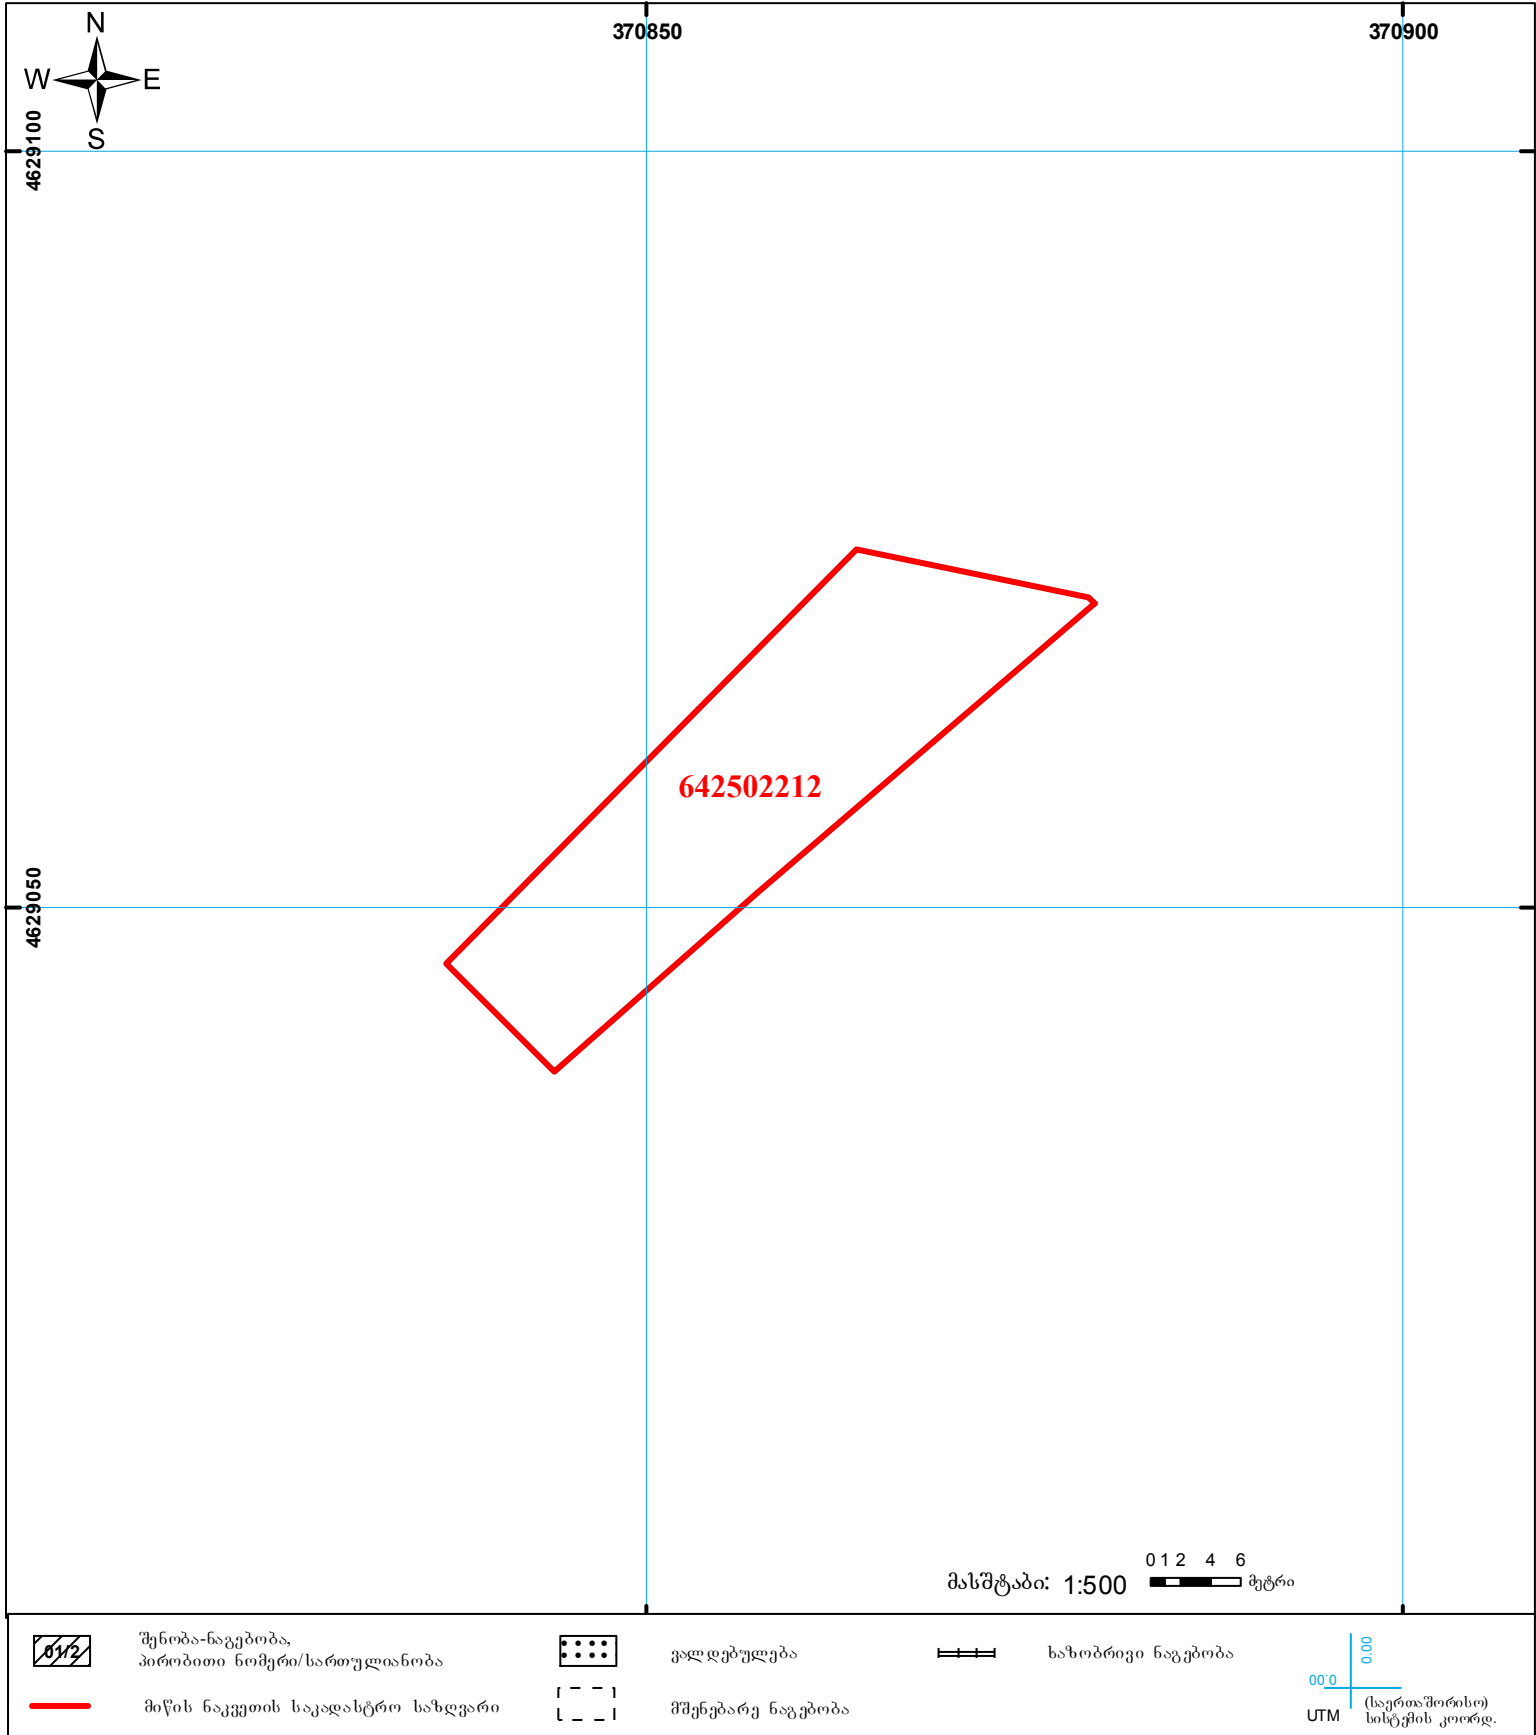 N
370850
370900
W
E
S
4629100
642502212
4629050
0 1 2 4 6
მასშტაბი: 1:500
მეტრი
01/2
შენობა-ნაგებობა,
პირობითი ნომერი/სართულიანობა
ვალდებულება
ხაზობრივი ნაგებობა
მიწის ნაკვეთის საკადასტრო საზღვარი
მშენებარე ნაგებობა
0.00
00.0
UTM
(საერთაშორისო)
სისტემის კოორდ.